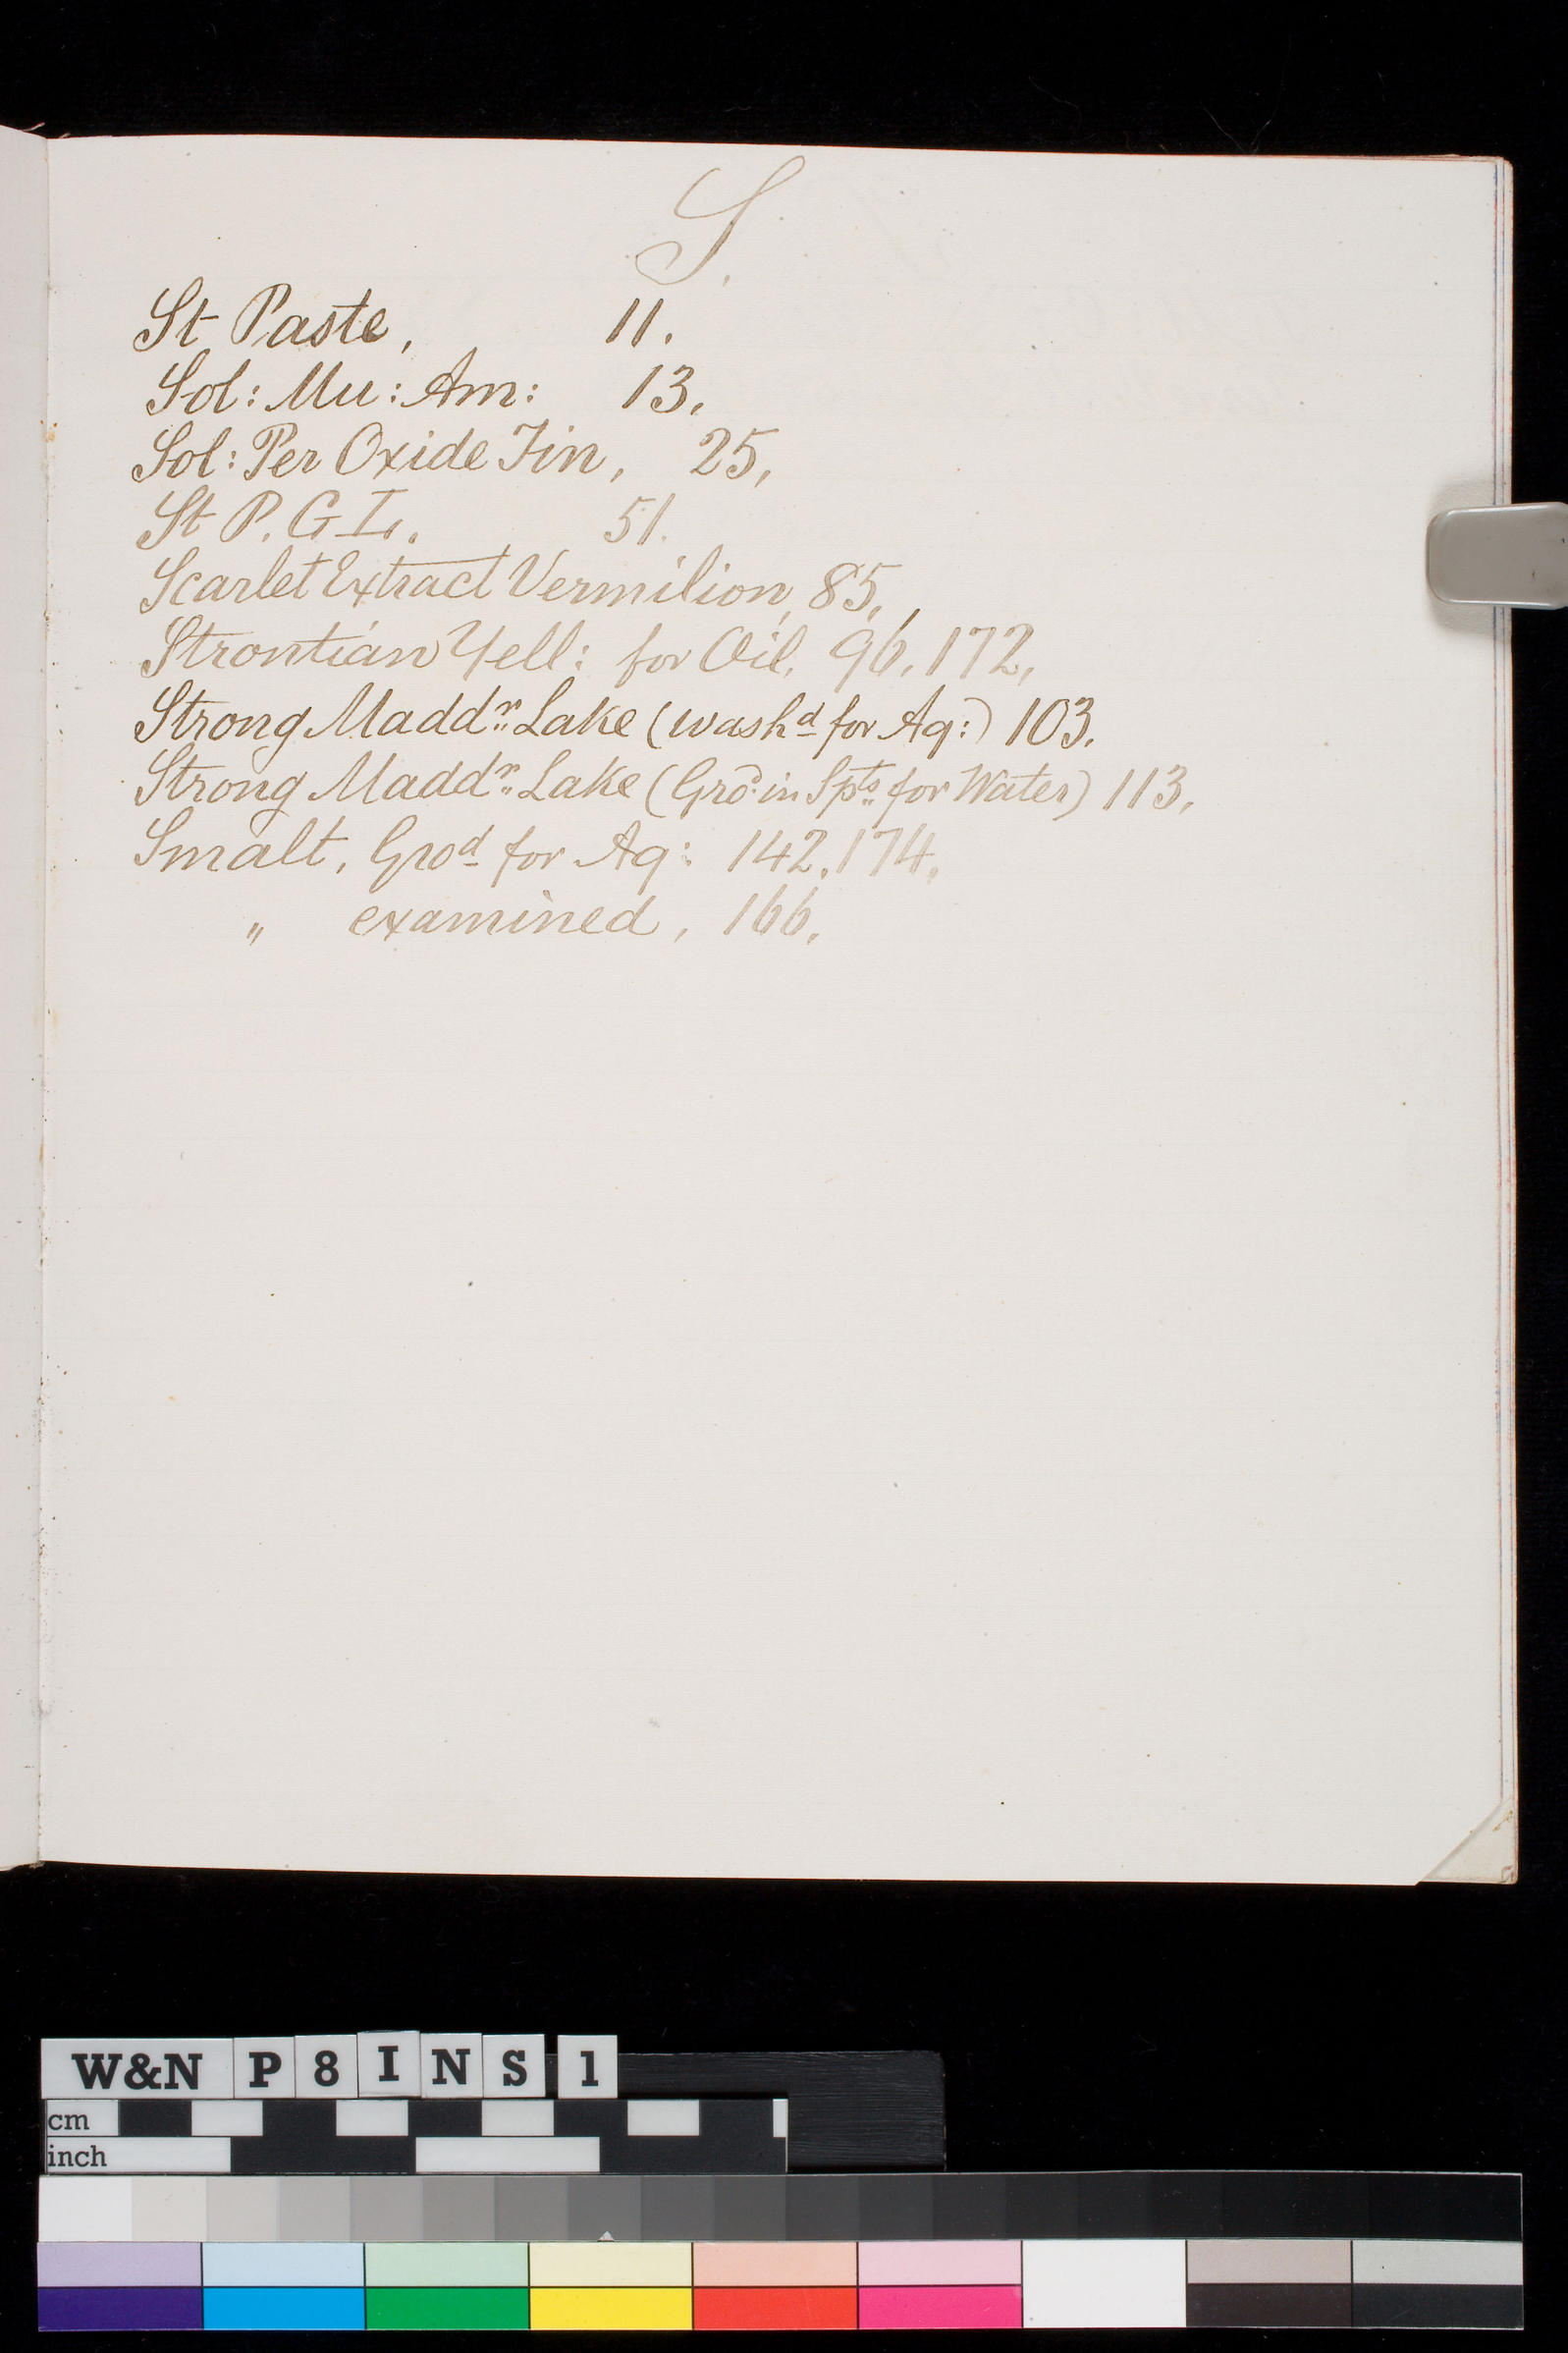 S.
St Paste, 11.
Sol: Mu: Am: 13.
Sol: Per Oxide Tin, 25,
St P. G L. 51.
Scarlet Extract Vermilion, 85,
Strontian Yell: for Oil, 96, 172,
Strong Maddr Lake (washd for Aq:) 103.
Strong Maddr Lake (Grod in Spts for Water) 113,
Smalt, Grod for Aq: 142, 174,
" examined, 166,
W&N P 8 I N S 1
cm
inch